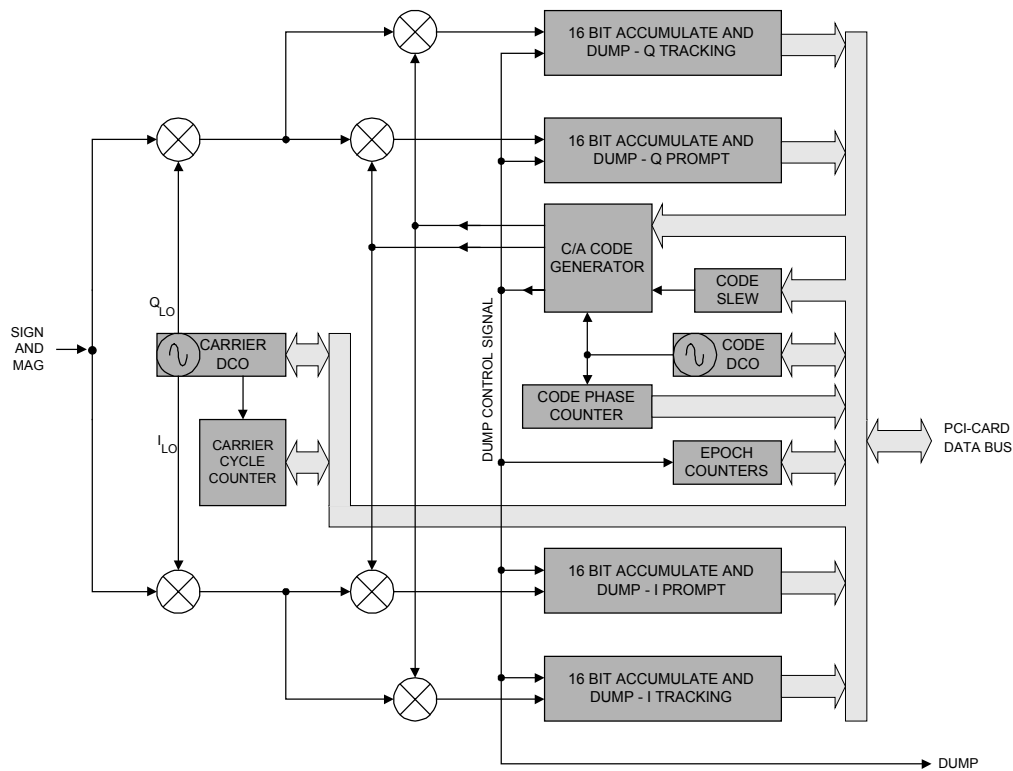 16 BIT ACCUMULATE AND
DUMP - Q TRACKING
16 BIT ACCUMULATE AND
DUMP - Q PROMPT
C/A CODE
GENERATOR
CODE
SLEW
Q LO
SIGN
AND
MAG
CARRIER
DCO
CODE
DCO
DUMP CONTROL SIGNAL
CODE PHASE
COUNTER
I LO
CARRIER
CYCLE
COUNTER
EPOCH
COUNTERS
PCI-CARD
DATA BUS
16 BIT ACCUMULATE AND
DUMP - I PROMPT
16 BIT ACCUMULATE AND
DUMP - I TRACKING
DUMP